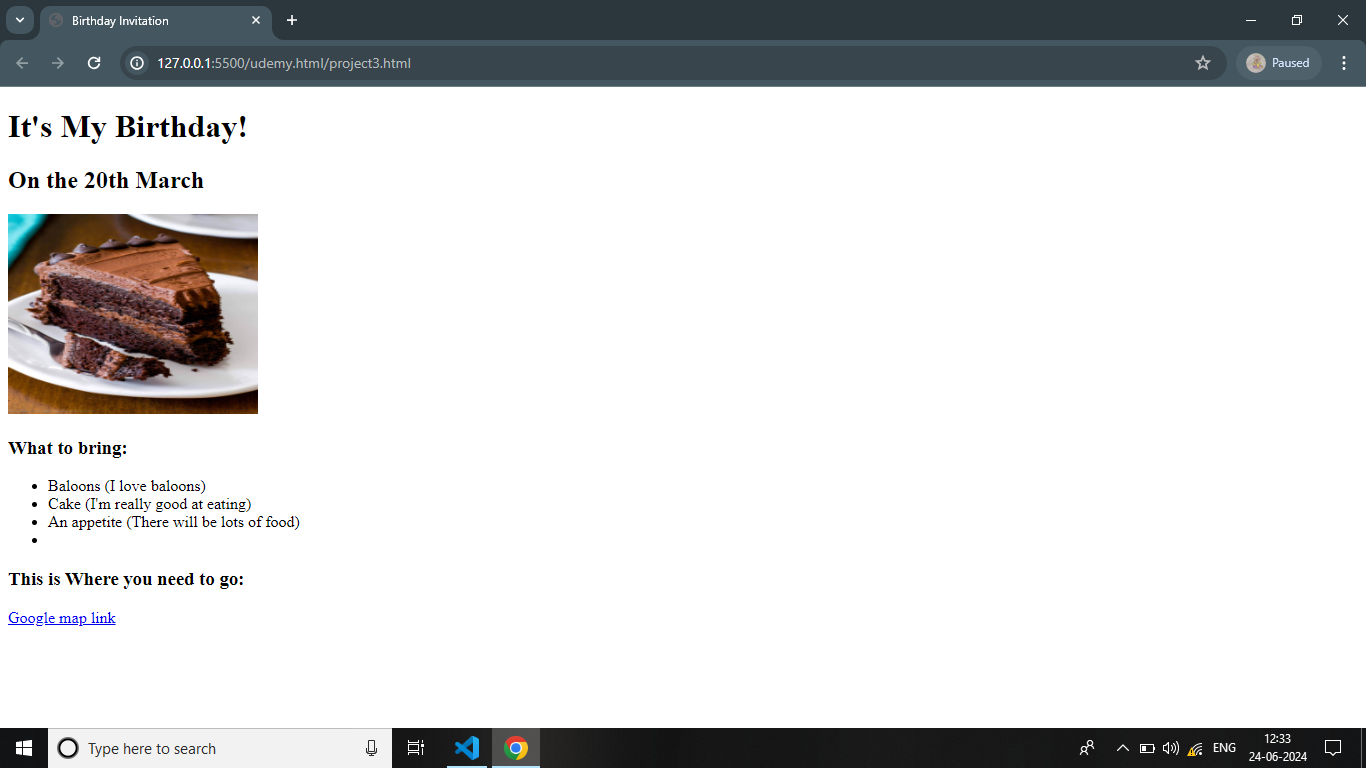 Birthday Invitation
127.0.0.1:5500/udemy.html/project3.html
Paused
It's My Birthday!
On the 20th March
What to bring:
Baloons (I love baloons)
Cake (I'm really good at eating)
An appetite (There will be lots of food)
This is Where you need to go:
Google map link
Type here to search
ENG
12:33
24-06-2024